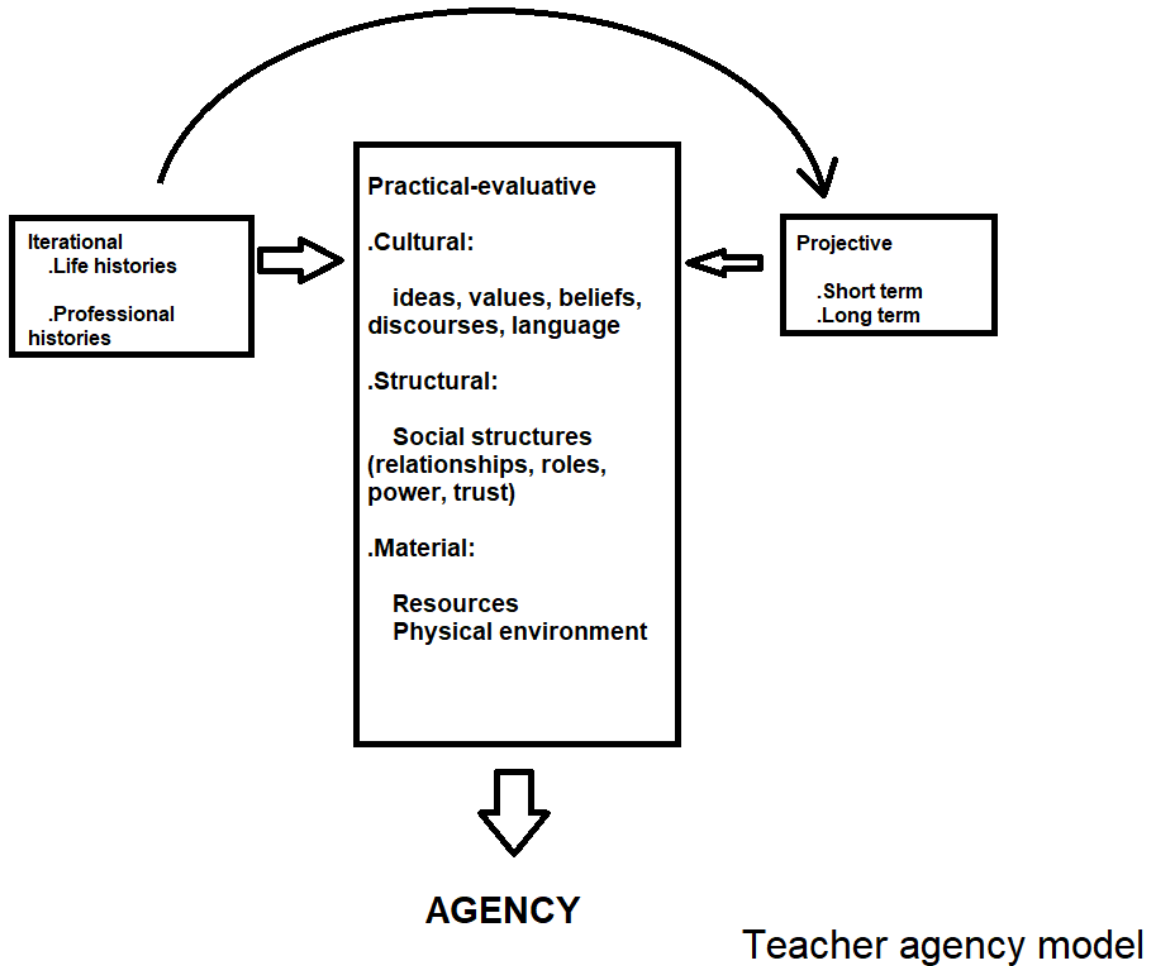 Iterational
.Life histories
.Professional
histories
Practical-evaluative
.Cultural:
ideas, values, beliefs,
discourses, language
.Structural:
Social structures
(relationships, roles,
power, trust)
.Material:
Resources
Physical environment
Projective
.Short term
.Long term
AGENCY
Teacher agency model